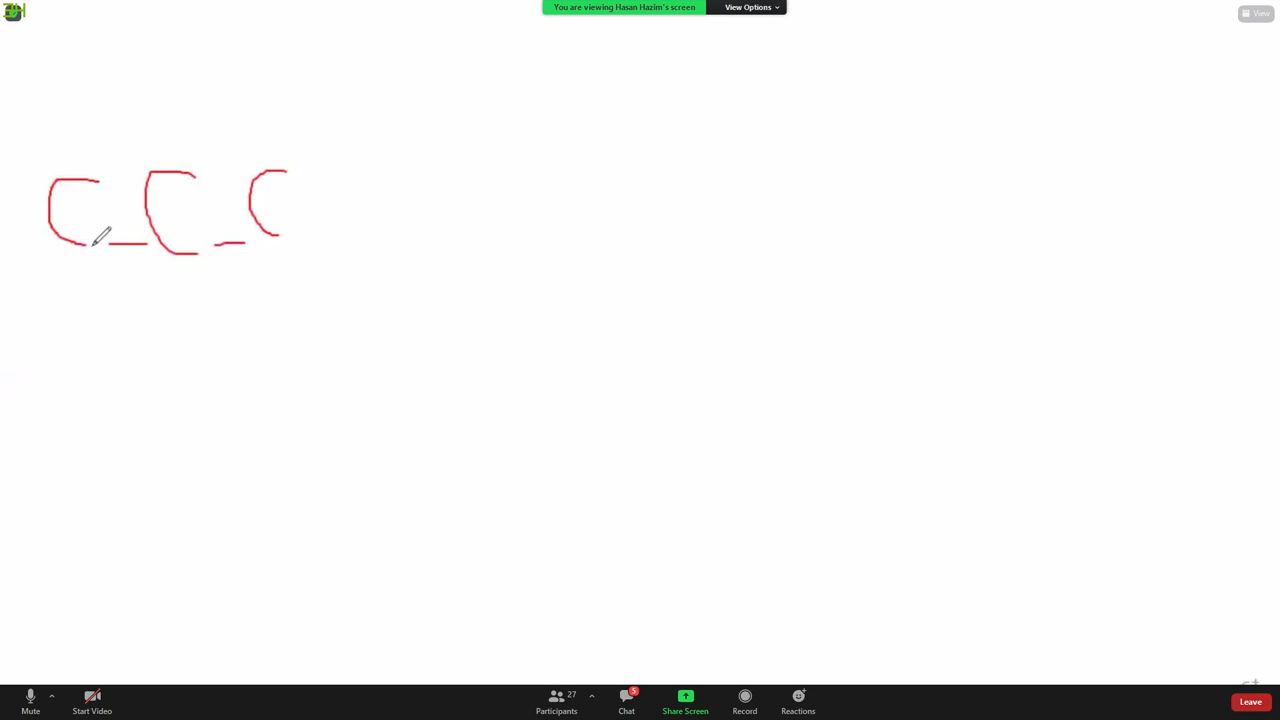 You are viewing Hasan Hazim's screen
View Options
View
C_C_C
Mute
Start Video
Participants
27
Chat
5
Share Screen
Record
Reactions
Leave